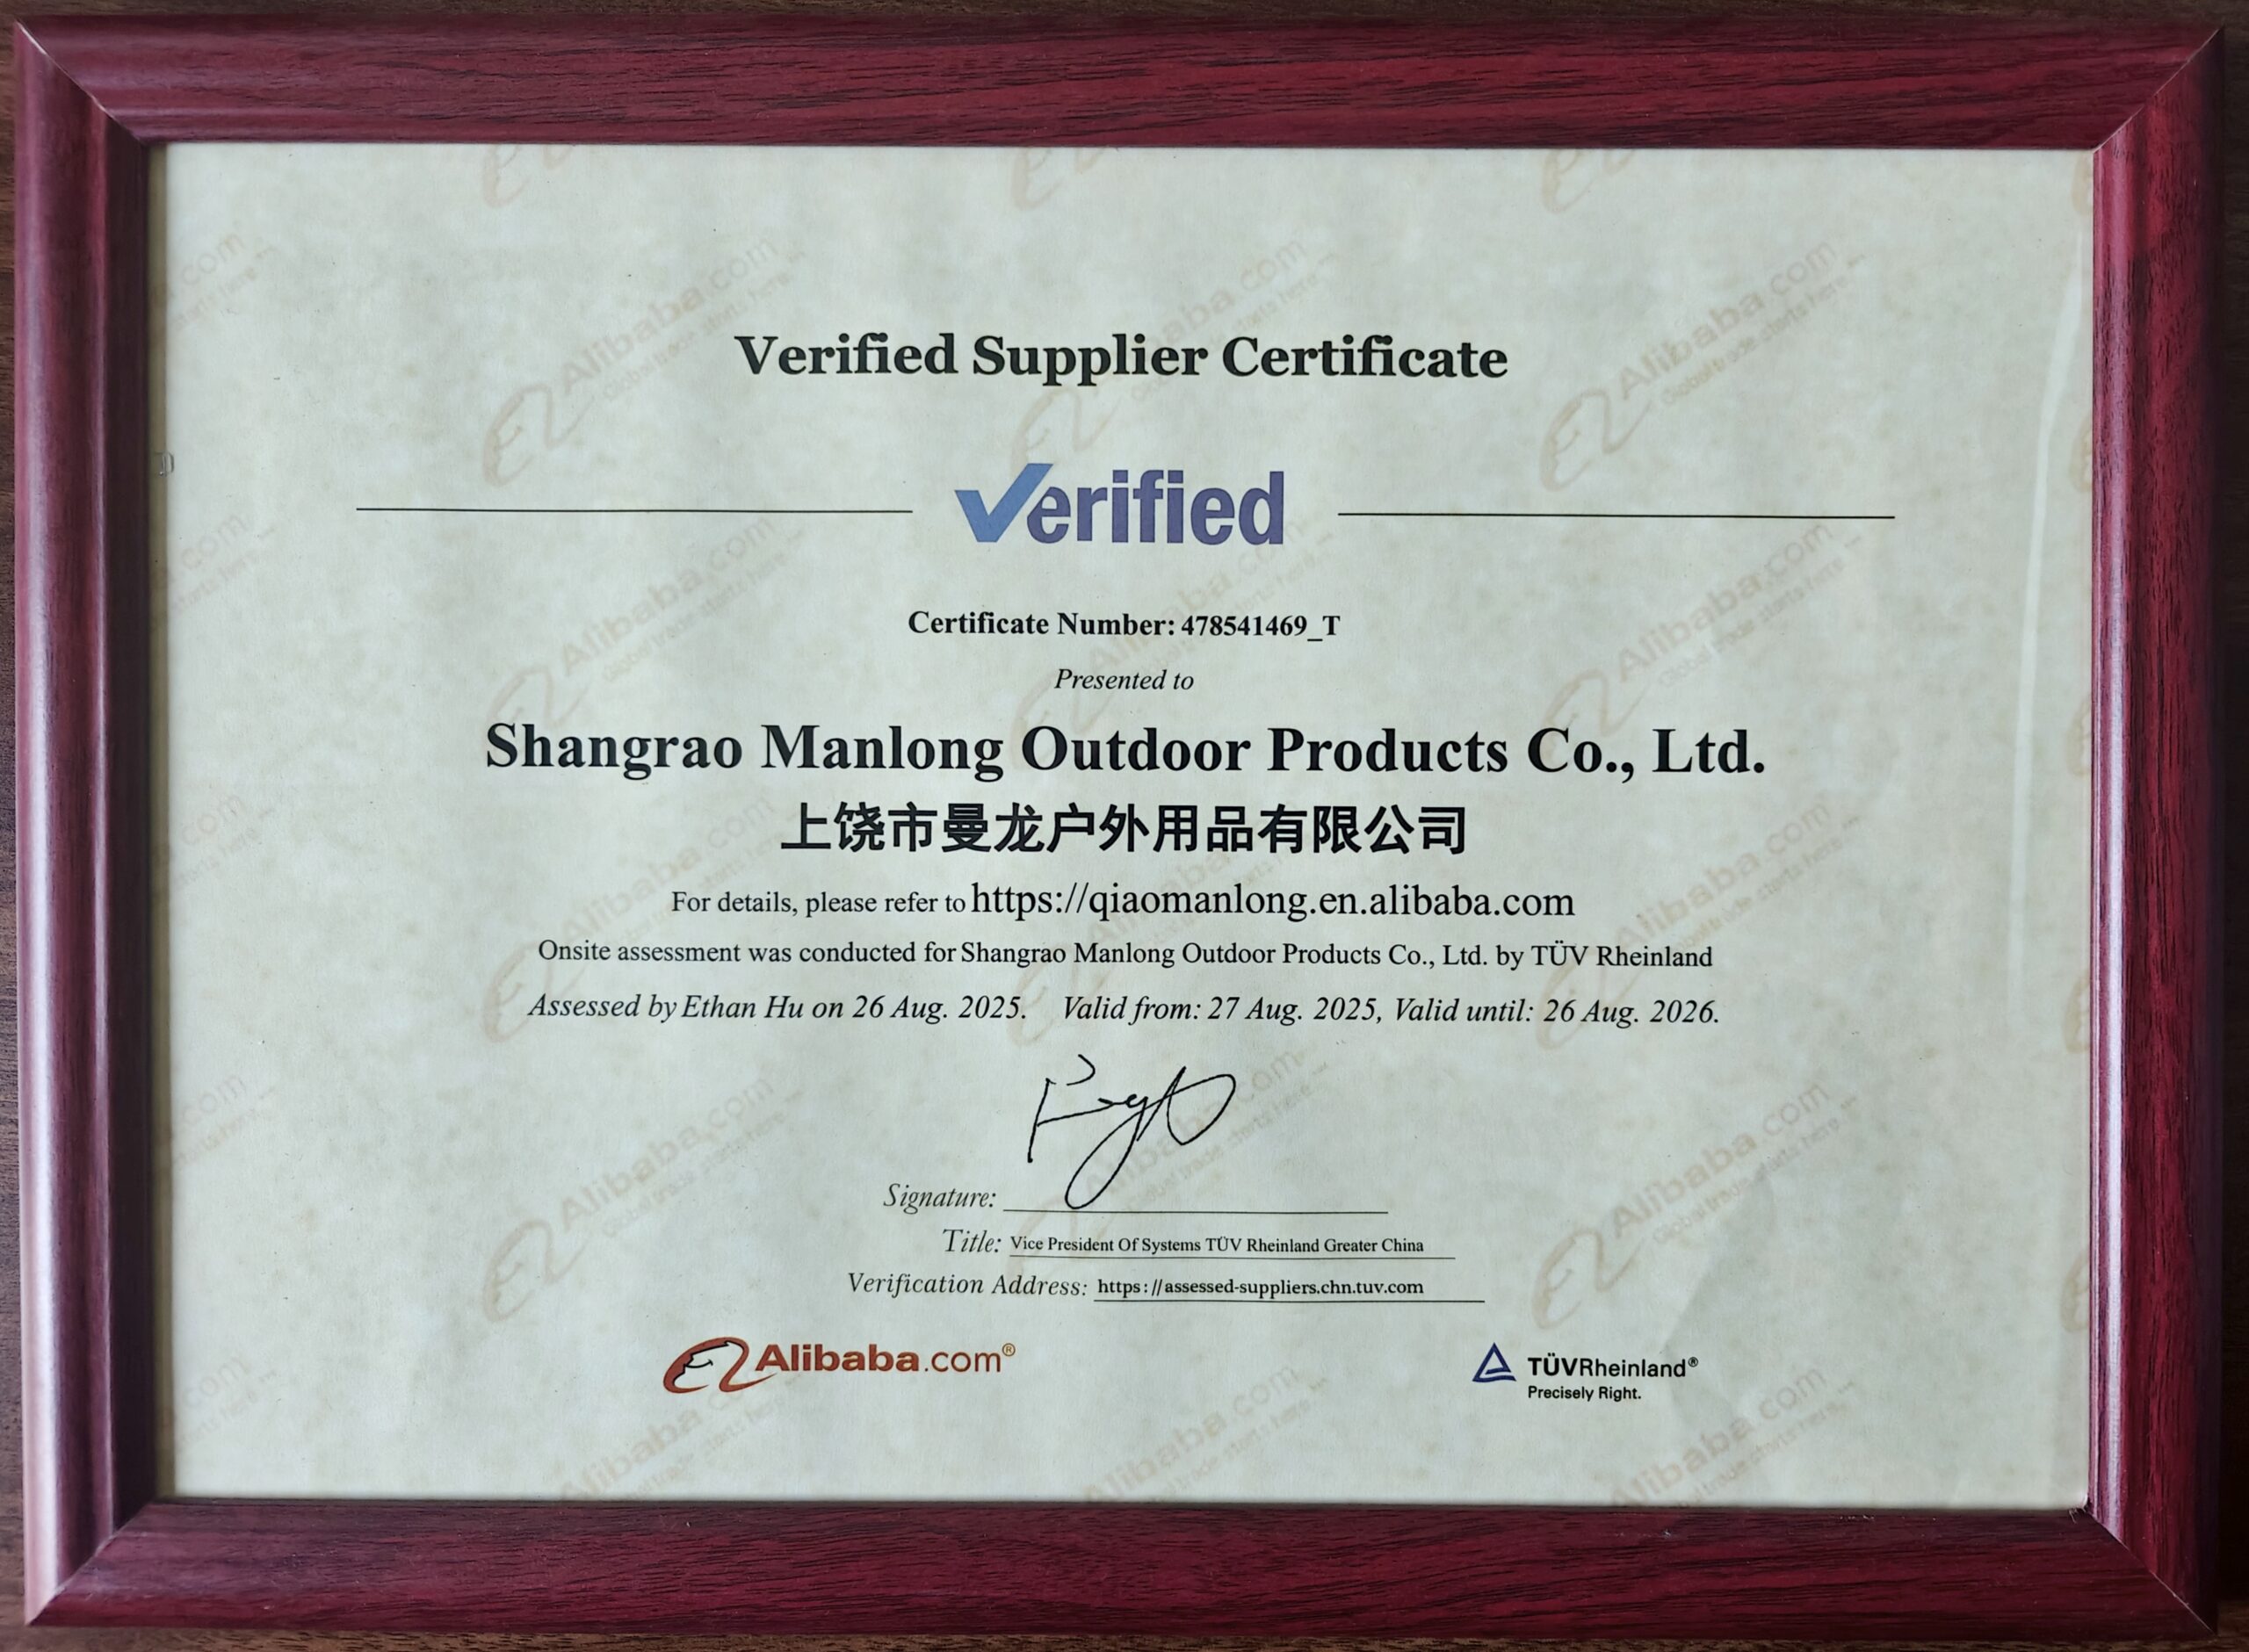 Verified Supplier Certificate
Verified
Certificate Number: 478541469_T
Presented to
Shangrao Manlong Outdoor Products Co., Ltd.
上饶市曼龙户外用品有限公司
For details, please refer to https://qiaomanlong.en.alibaba.com
Onsite assessment was conducted for Shangrao Manlong Outdoor Products Co., Ltd. by TÜV Rheinland
Assessed by Ethan Hu on 26 Aug. 2025. Valid from: 27 Aug. 2025, Valid until: 26 Aug. 2026.
Signature:
Title: Vice President Of Systems TÜV Rheinland Greater China
Verification Address: https://assessed-suppliers.chn.tuv.com
Alibaba.com®
TÜVRheinland®
Precisely Right.